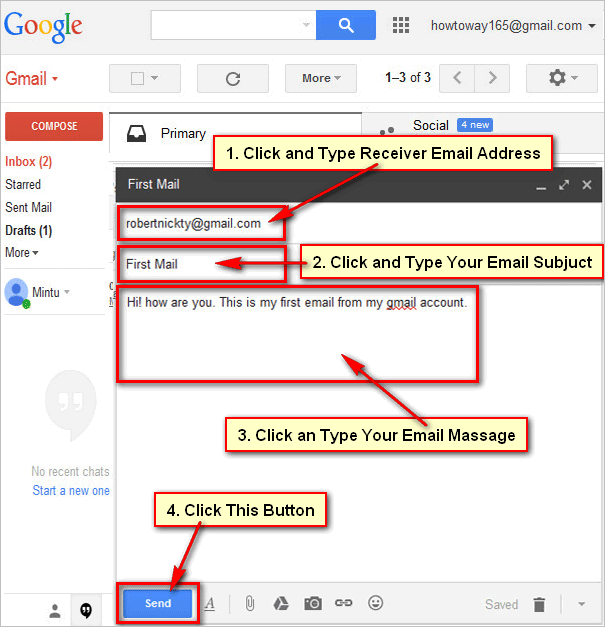 Google
howtoway165@gmail.com
Gmail
More
1–3 of 3
COMPOSE
Primary
Social
4 new
Inbox (2)
Starred
Sent Mail
Drafts (1)
More
Mintu
No recent chats
Start a new one
1. Click and Type Receiver Email Address
First Mail
robertnickty@gmail.com
2. Click and Type Your Email Subjuct
First Mail
Hi! how are you. This is my first email from my gmail account.
3. Click an Type Your Email Massage
4. Click This Button
Send
A
Saved